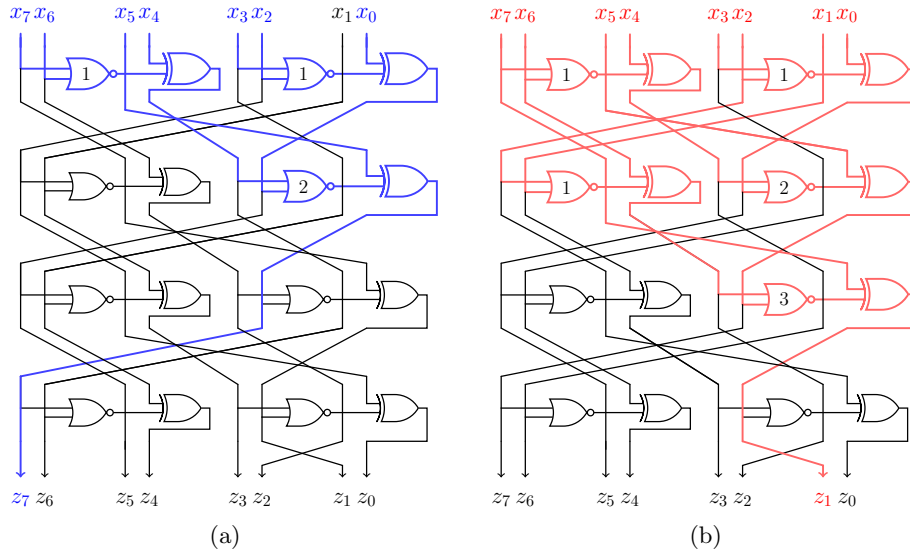 x₇ x₆ x₅ x₄ x₃ x₂ x₁ x₀ x₇ x₆ x₅ x₄ x₃ x₂ x₁ x₀
1 1 1 1
2 1 2
3
z₇ z₆ z₅ z₄ z₃ z₂ z₁ z₀ z₇ z₆ z₅ z₄ z₃ z₂ z₁ z₀
(a) (b)